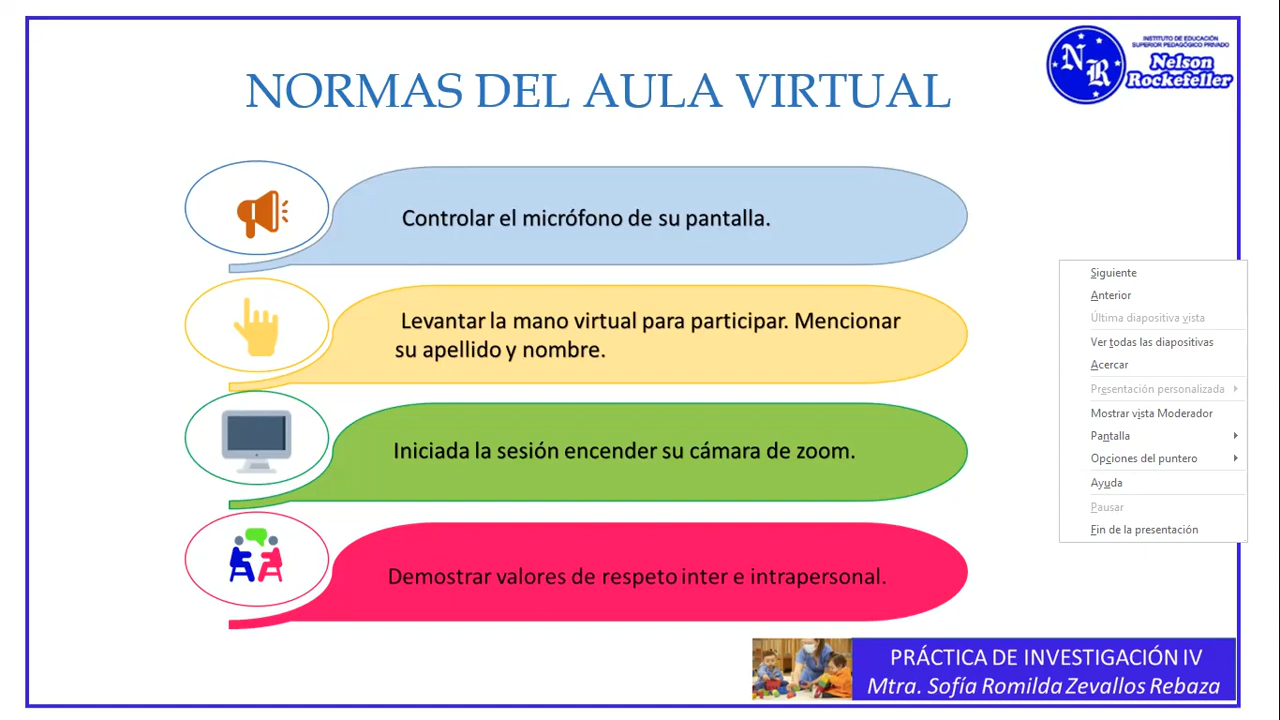 INSTITUTO DE EDUCACIÓN
SUPERIOR PEDAGÓGICO PRIVADO
Nelson
Rockefeller
NR
NORMAS DEL AULA VIRTUAL
Controlar el micrófono de su pantalla.
Levantar la mano virtual para participar. Mencionar
su apellido y nombre.
Iniciada la sesión encender su cámara de zoom.
Demostrar valores de respeto inter e intrapersonal.
Siguiente
Anterior
Última diapositiva vista
Ver todas las diapositivas
Acercar
Presentación personalizada
Mostrar vista Moderador
Pantalla
Opciones del puntero
Ayuda
Pausar
Fin de la presentación
PRÁCTICA DE INVESTIGACIÓN IV
Mtra. Sofía Romilda Zevallos Rebaza